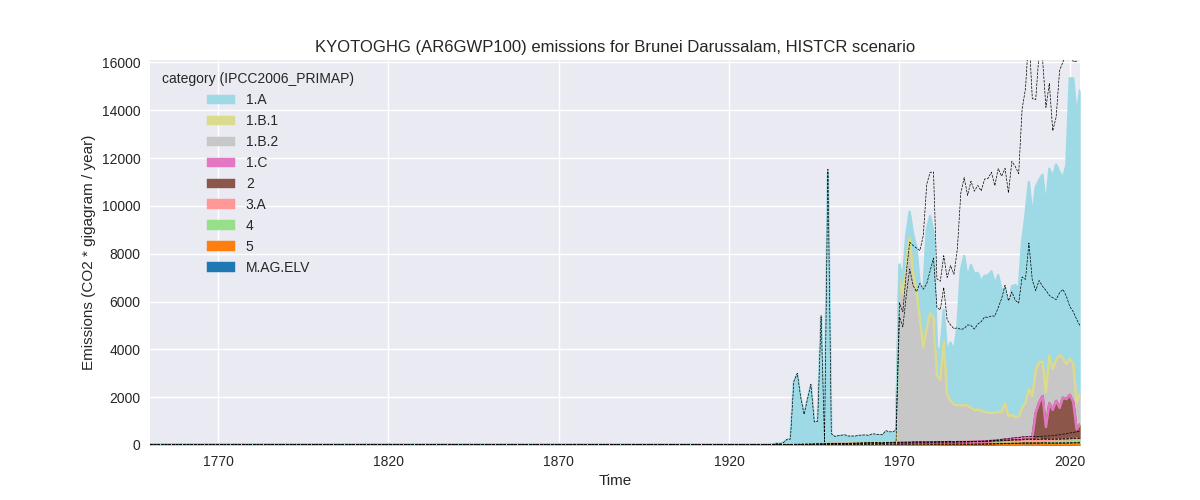 KYOTOGHG (AR6GWP100) emissions for Brunei Darussalam, HISTCR scenario
Emissions (CO2 * gigagram / year)
16000
14000
12000
10000
8000
6000
4000
2000
0
category (IPCC2006_PRIMAP)
1.A
1.B.1
1.B.2
1.C
2
3.A
4
5
M.AG.ELV
1770
1820
1870
1920
1970
2020
Time